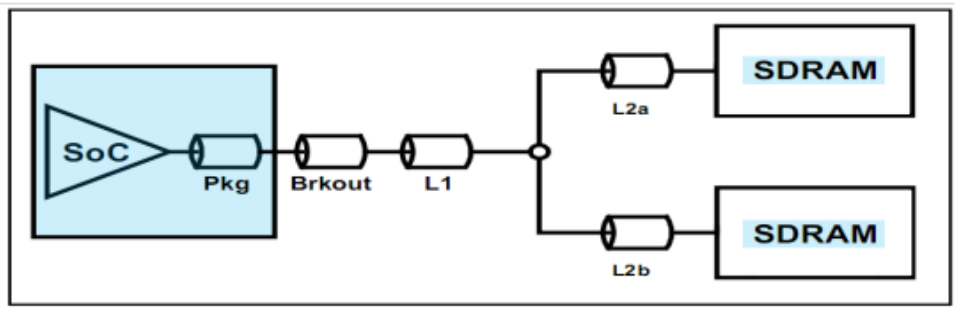 SDRAM
L2a
SoC
Pkg
Brkout
L1
SDRAM
L2b